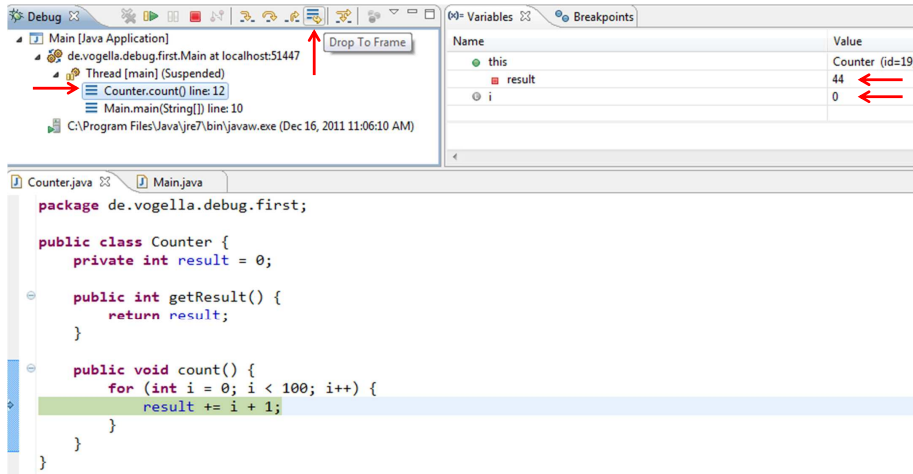 Debug
Drop To Frame
Main [Java Application]
de.vogella.debug.first.Main at localhost:51447
Thread [main] (Suspended)
Counter.count() line: 12
Main.main(String[]) line: 10
C:\Program Files\Java\jre7\bin\javaw.exe (Dec 16, 2011 11:06:10 AM)
(x)= Variables Breakpoints
Name Value
this Counter (id=19
result 44
i 0
Counter.java Main.java
package de.vogella.debug.first;
public class Counter {
private int result = 0;
public int getResult() {
return result;
}
public void count() {
for (int i = 0; i < 100; i++) {
result += i + 1;
}
}
}